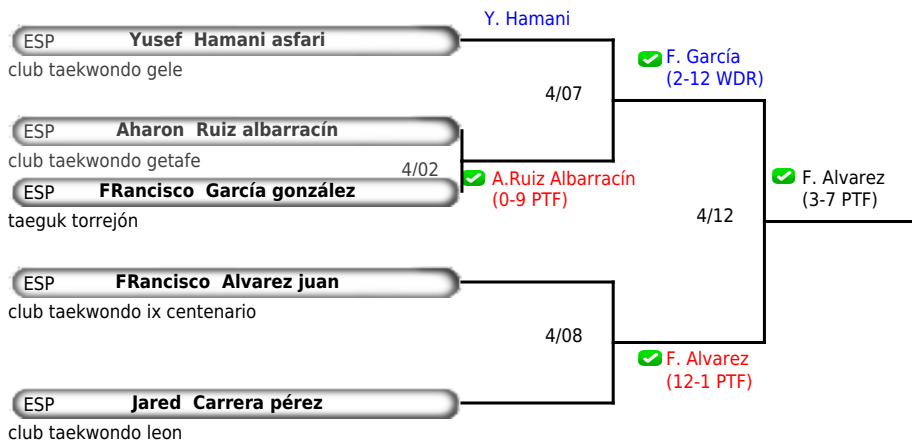 Y. Hamani
ESP Yusef Hamani asfari
club taekwondo gele
F. García
(2-12 WDR)
4/07
ESP Aharon Ruiz albarracín
club taekwondo getafe
4/02
A.Ruiz Albarracín
(0-9 PTF)
ESP FRancisco García gonzález
taeguk torrejón
F. Alvarez
(3-7 PTF)
4/12
ESP FRancisco Alvarez juan
club taekwondo ix centenario
4/08
F. Alvarez
(12-1 PTF)
ESP Jared Carrera pérez
club taekwondo leon